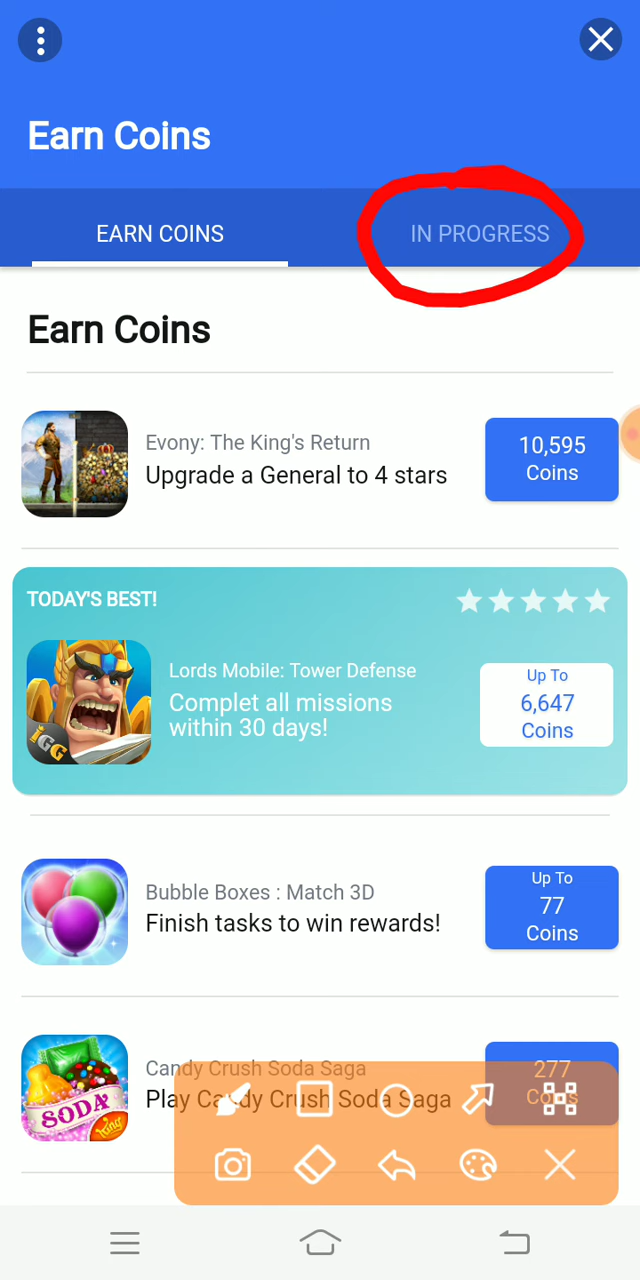 Earn Coins
EARN COINS
IN PROGRESS
Earn Coins
Evony: The King's Return
Upgrade a General to 4 stars
10,595
Coins
TODAY'S BEST!
IGG
Lords Mobile: Tower Defense
Complet all missions
within 30 days!
Up To
6,647
Coins
Bubble Boxes : Match 3D
Finish tasks to win rewards!
Up To
77
Coins
SODA
King
Candy Crush Soda Saga
Play Candy Crush Soda Saga
277
Coins